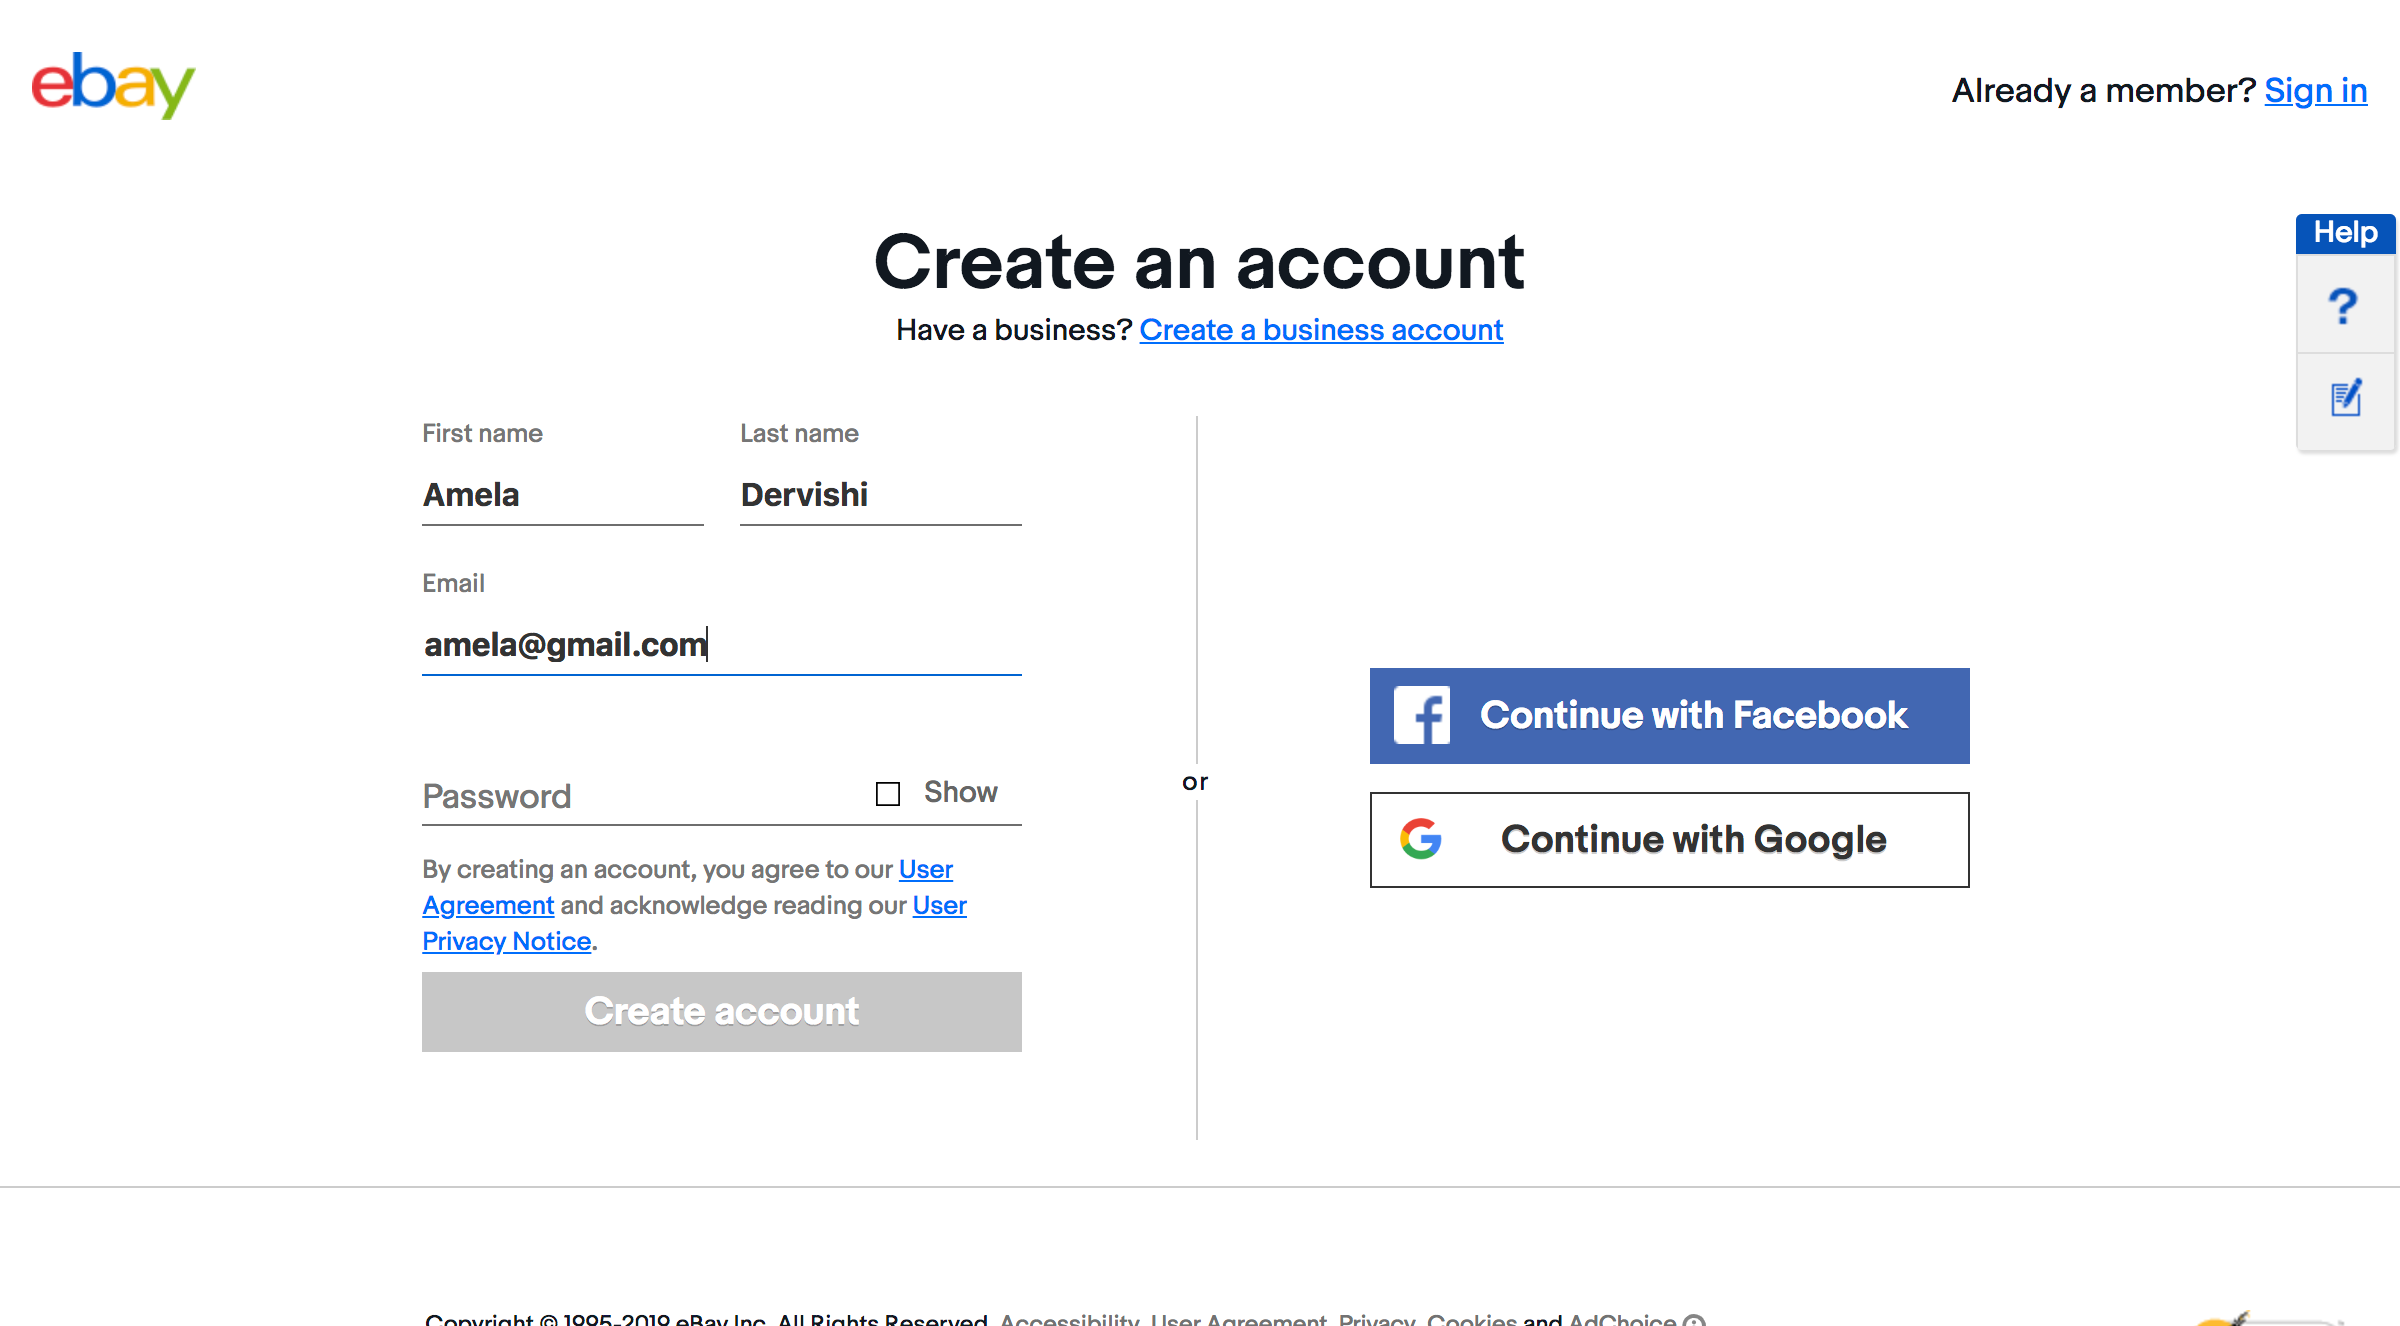 ebay
Already a member? Sign in
Create an account
Have a business? Create a business account
Help
?
First name
Last name
Amela
Dervishi
Email
amela@gmail.com
Password
Show
By creating an account, you agree to our User
Agreement and acknowledge reading our User
Privacy Notice.
Create account
or
Continue with Facebook
Continue with Google
Copyright © 1995-2019 eBay Inc. All Rights Reserved. Accessibility, User Agreement, Privacy, Cookies and AdChoice